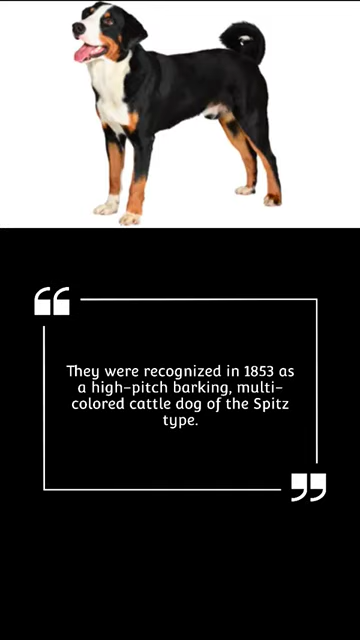 They were recognized in 1853 as
a high-pitch barking, multi-
colored cattle dog of the Spitz
type.